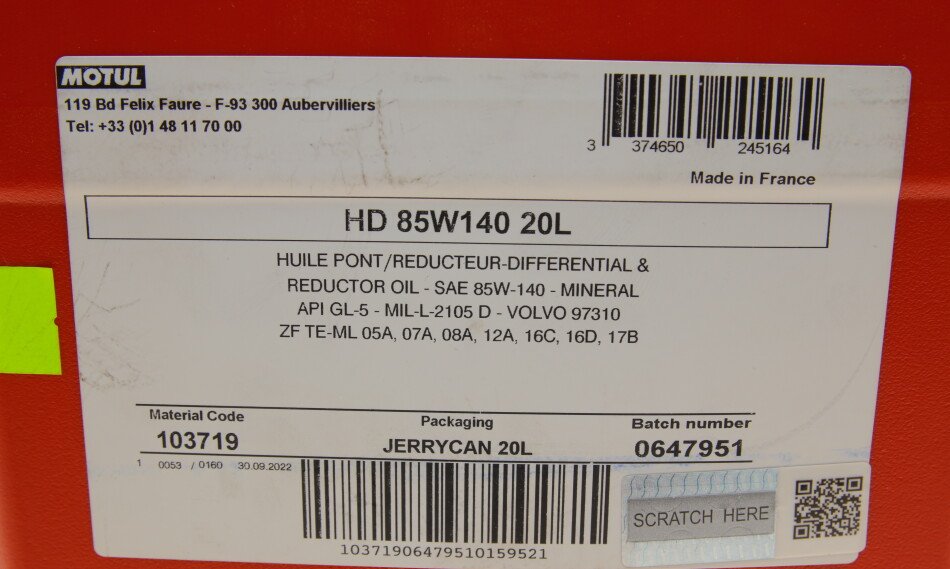 MOTUL
119 Bd Felix Faure - F-93 300 Aubervilliers
Tel: +33 (0)1 48 11 70 00
3 374650 245164
Made in France
HD 85W140 20L
HUILE PONT/REDUCTEUR-DIFFERENTIAL &
REDUCTOR OIL - SAE 85W-140 - MINERAL
API GL-5 - MIL-L-2105 D - VOLVO 97310
ZF TE-ML 05A, 07A, 08A, 12A, 16C, 16D, 17B
Material Code Packaging Batch number
103719 JERRYCAN 20L 0647951
1 0053 / 0160 30.09.2022
10371906479510159521
SCRATCH HERE